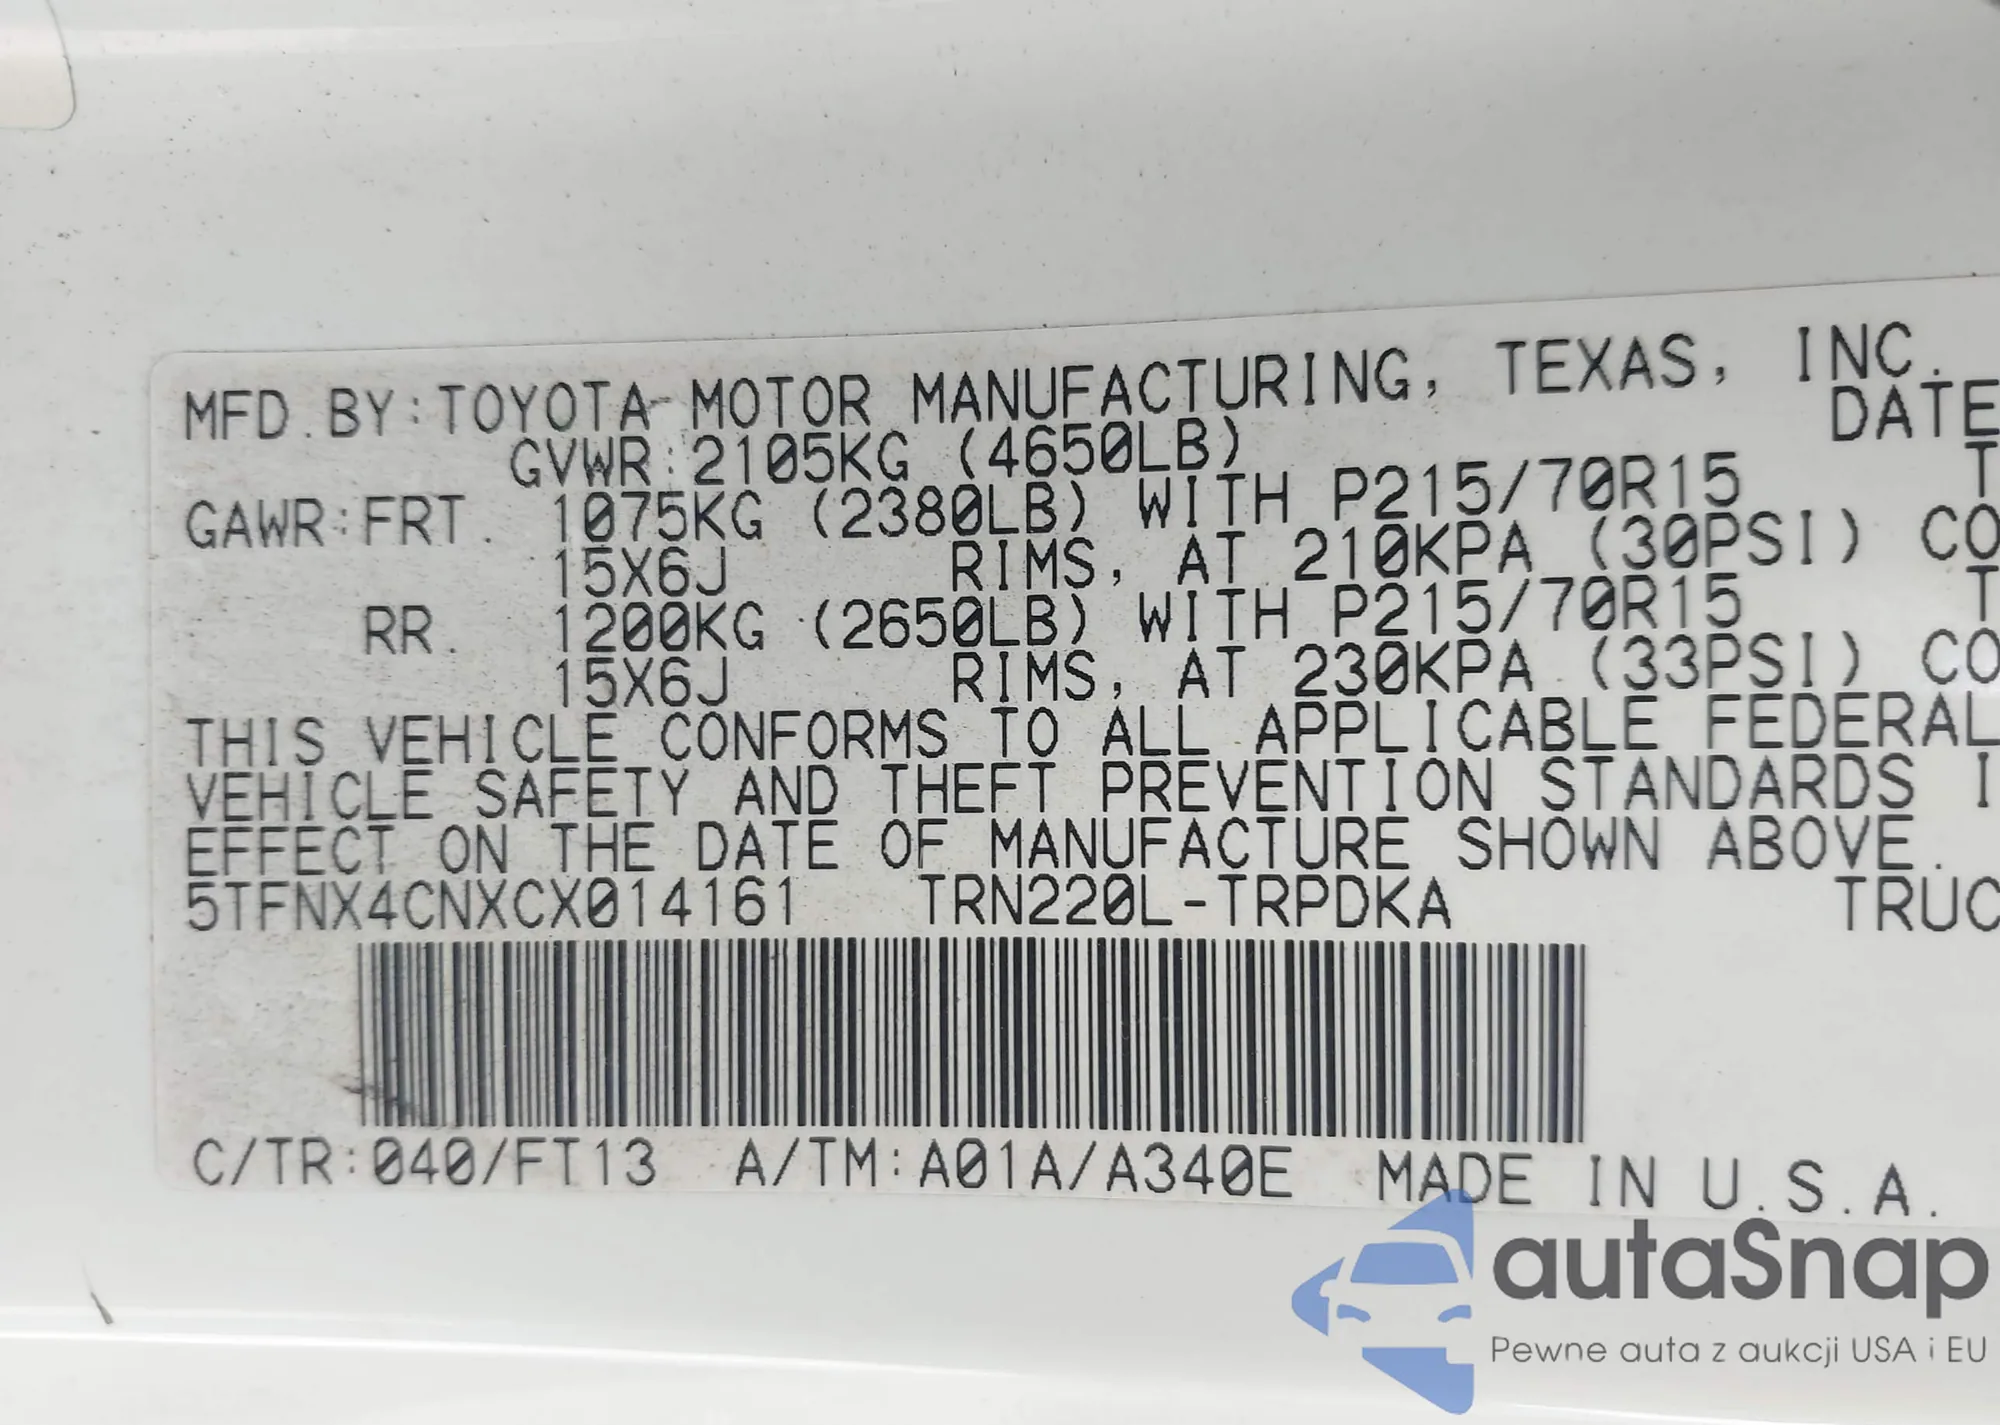 MFD.BY:TOYOTA MOTOR MANUFACTURING, TEXAS, INC.
DATE
GVWR:2105KG (4650LB)
GAWR:FRT. 1075KG (2380LB) WITH P215/70R15 T
15X6J RIMS, AT 210KPA (30PSI) CO
RR. 1200KG (2650LB) WITH P215/70R15 T
15X6J RIMS, AT 230KPA (33PSI) CO
THIS VEHICLE CONFORMS TO ALL APPLICABLE FEDERAL
VEHICLE SAFETY AND THEFT PREVENTION STANDARDS I
EFFECT ON THE DATE OF MANUFACTURE SHOWN ABOVE.
5TFNX4CNXCX014161 TRN220L-TRPDKA TRUC
C/TR:040/FT13 A/TM:A01A/A340E MADE IN U.S.A.
autaSnap
Pewne auta z aukcji USA i EU